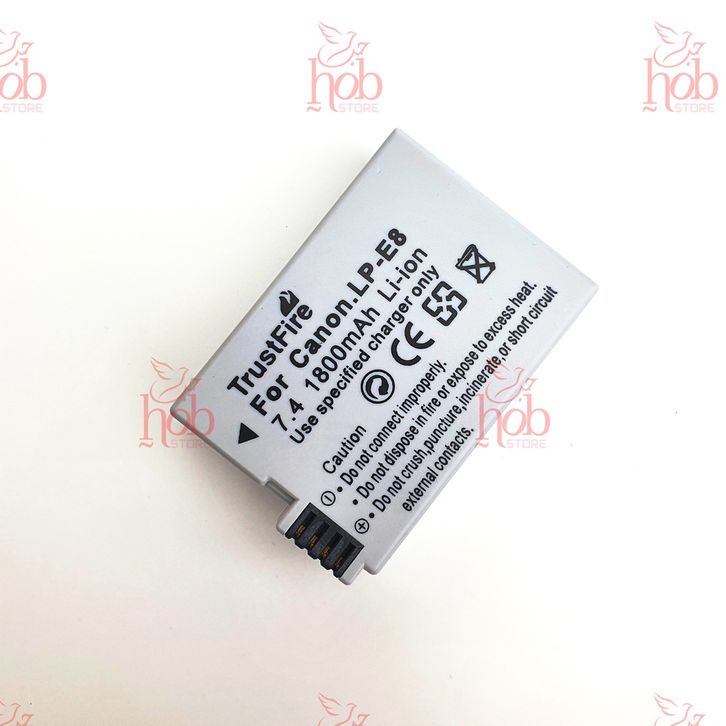 hob
STORE
hob
STORE
hob
STORE
TrustFire
For Canon.LP-E8
7.4 1800mAh Li-ion
Use specified charger only
CE
Caution
• Do not connect improperly.
• Do not dispose in fire or expose to excess heat.
• Do not crush,puncture,incinerate,or short circuit
external contacts.
hob
STORE
hob
STORE